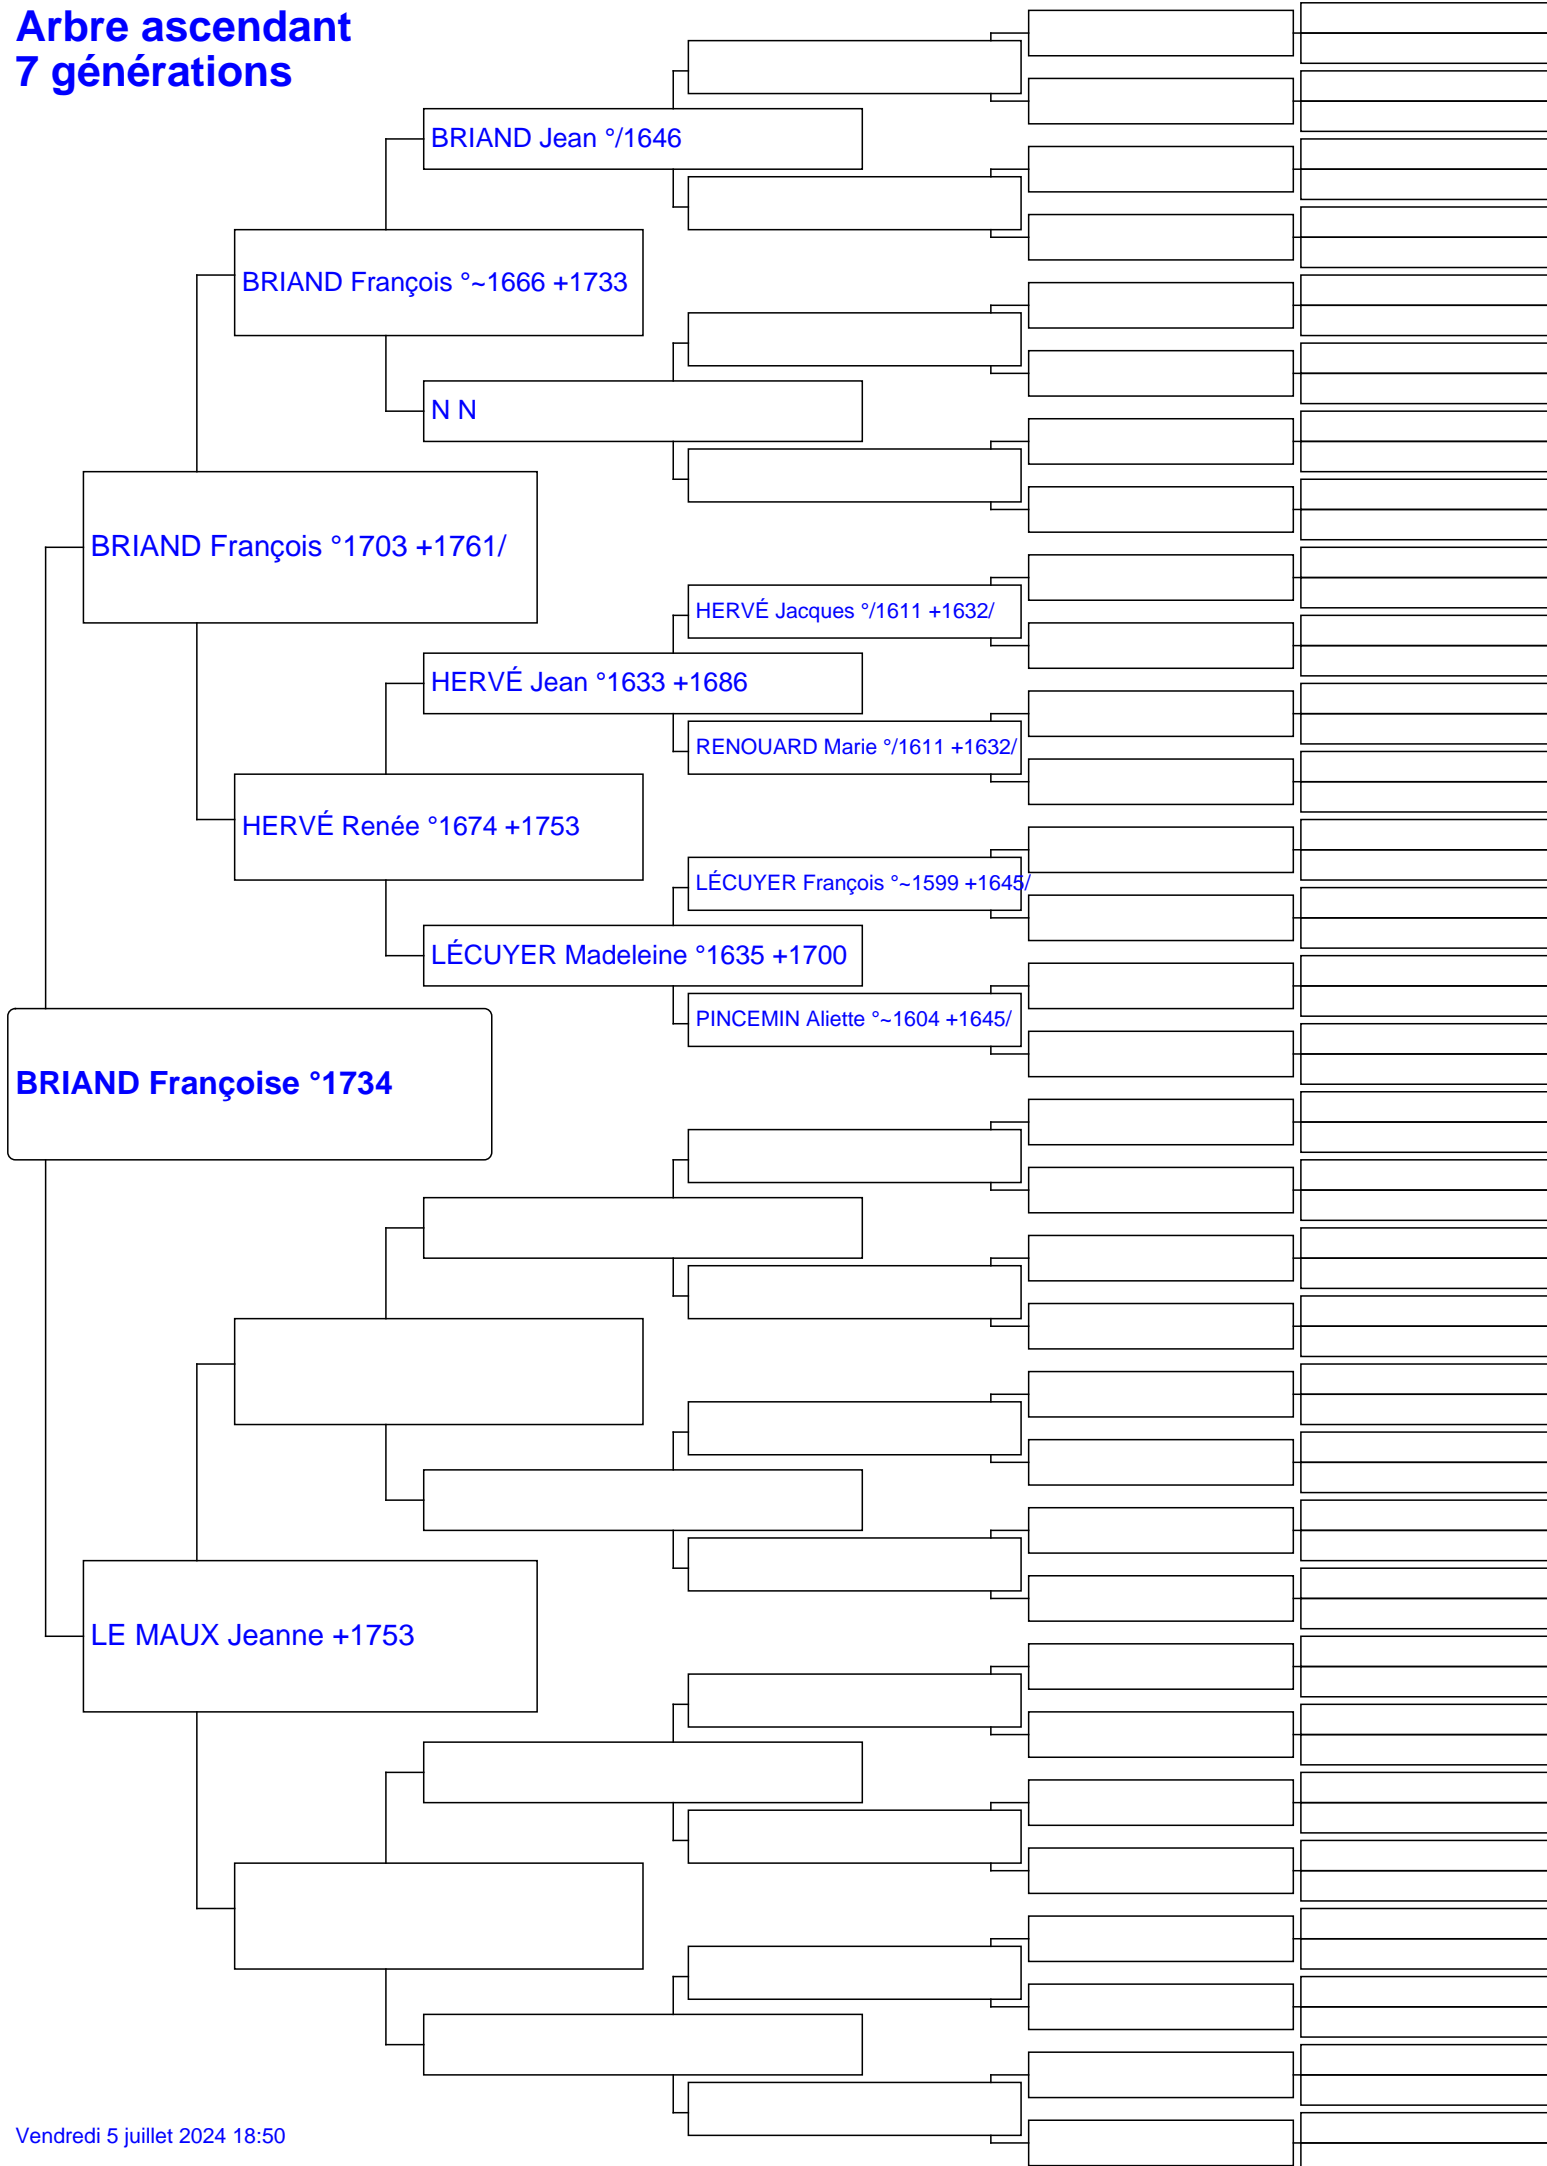 Arbre ascendant
7 générations
BRIAND Jean °/1646
BRIAND François °~1666 +1733
N N
BRIAND François °1703 +1761/
HERVÉ Jacques °/1611 +1632/
HERVÉ Jean °1633 +1686
RENOUARD Marie °/1611 +1632/
HERVÉ Renée °1674 +1753
LÉCUYER François °~1599 +1645/
LÉCUYER Madeleine °1635 +1700
PINCEMIN Aliette °~1604 +1645/
BRIAND Françoise °1734
LE MAUX Jeanne +1753
Vendredi 5 juillet 2024 18:50